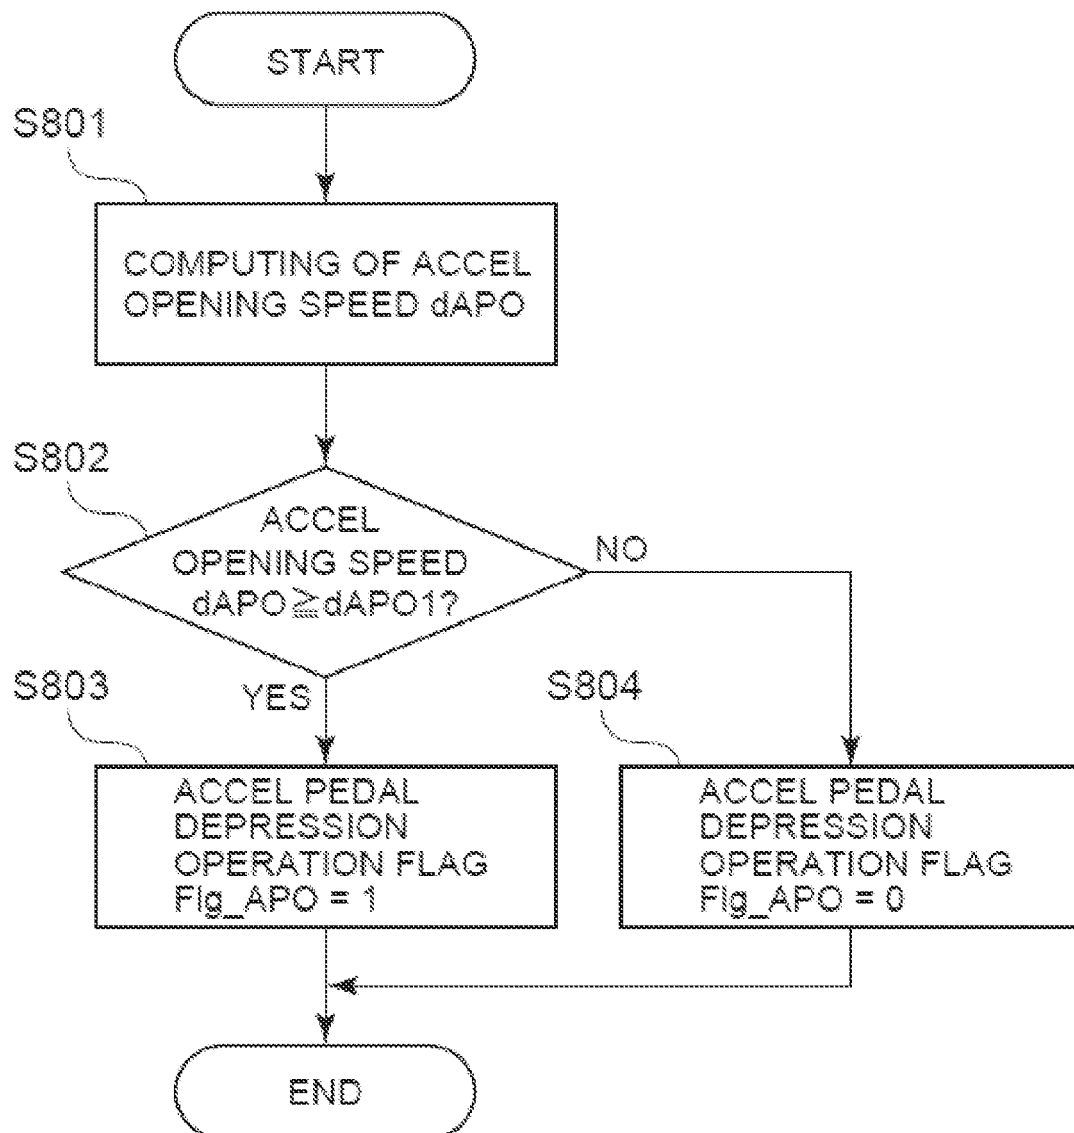 START
S801
COMPUTING OF ACCEL
OPENING SPEED dAPO
S802
ACCEL
OPENING SPEED
dAPO≧dAPO1?
NO
YES
S803
ACCEL PEDAL
DEPRESSION
OPERATION FLAG
Flg_APO = 1
S804
ACCEL PEDAL
DEPRESSION
OPERATION FLAG
Flg_APO = 0
END